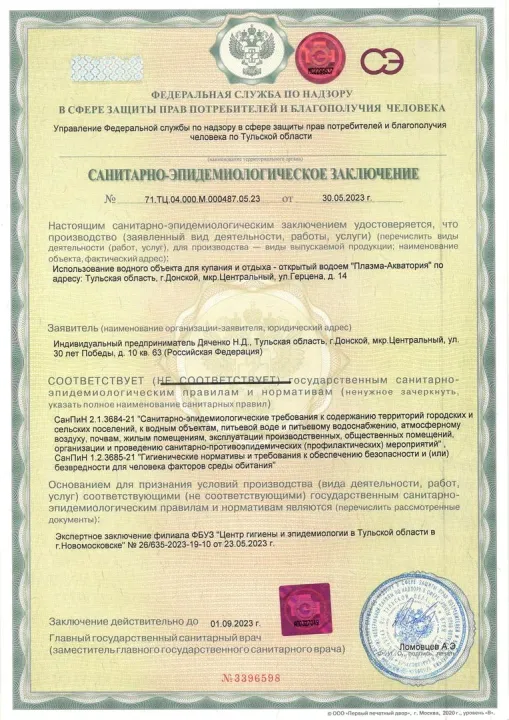 СЭ
ФЕДЕРАЛЬНАЯ СЛУЖБА ПО НАДЗОРУ
В СФЕРЕ ЗАЩИТЫ ПРАВ ПОТРЕБИТЕЛЕЙ И БЛАГОПОЛУЧИЯ ЧЕЛОВЕКА
Управление Федеральной службы по надзору в сфере защиты прав потребителей и благополучия
человека по Тульской области
(наименование территориального органа)
САНИТАРНО-ЭПИДЕМИОЛОГИЧЕСКОЕ ЗАКЛЮЧЕНИЕ
№ 71.ТЦ.04.000.М.000487.05.23 от 30.05.2023 г.
Настоящим санитарно-эпидемиологическим заключением удостоверяется, что
производство (заявленный вид деятельности, работы, услуги) (перечислить виды
деятельности (работ, услуг), для производства — виды выпускаемой продукции; наименование
объекта, фактический адрес):
Использование водного объекта для купания и отдыха - открытый водоем "Плазма-Акватория" по
адресу: Тульская область, г.Донской, мкр.Центральный, ул.Герцена, д. 14
Заявитель (наименование организации-заявителя, юридический адрес)
Индивидуальный предприниматель Дяченко Н.Д., Тульская область, г.Донской, мкр.Центральный, ул.
30 лет Победы, д. 10 кв. 63 (Российская Федерация)
СООТВЕТСТВУЕТ (НЕ СООТВЕТСТВУЕТ) государственным санитарно-
эпидемиологическим правилам и нормативам (ненужное зачеркнуть,
указать полное наименование санитарных правил)
СанПиН 2.1.3684-21 "Санитарно-эпидемиологические требования к содержанию территорий городских и
сельских поселений, к водным объектам, питьевой воде и питьевому водоснабжению, атмосферному
воздуху, почвам, жилым помещениям, эксплуатации производственных, общественных помещений,
организации и проведению санитарно-противоэпидемических (профилактических) мероприятий" ,
СанПиН 1.2.3685-21 "Гигиенические нормативы и требования к обеспечению безопасности и (или)
безвредности для человека факторов среды обитания"
Основанием для признания условий производства (вида деятельности, работ,
услуг) соответствующими (не соответствующими) государственным санитарно-
эпидемиологическим правилам и нормативам являются (перечислить рассмотренные
документы):
Экспертное заключение филиала ФБУЗ "Центр гигиены и эпидемиологии в Тульской области в
г.Новомосковске" № 26/635-2023-19-10 от 23.05.2023 г.
Заключение действительно до 01.09.2023 г.
Главный государственный санитарный врач
(заместитель главного государственного санитарного врача)
Ломовцев А.Э.
№3396598
© ООО «Первый печатный двор», г. Москва, 2020 г., уровень «В».